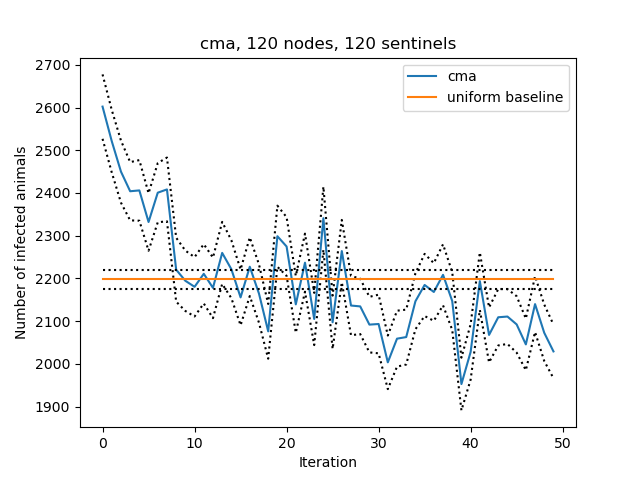 cma, 120 nodes, 120 sentinels
2700
2600
2500
2400
2300
2200
2100
2000
1900
Number of infected animals
cma
uniform baseline
0 10 20 30 40 50
Iteration